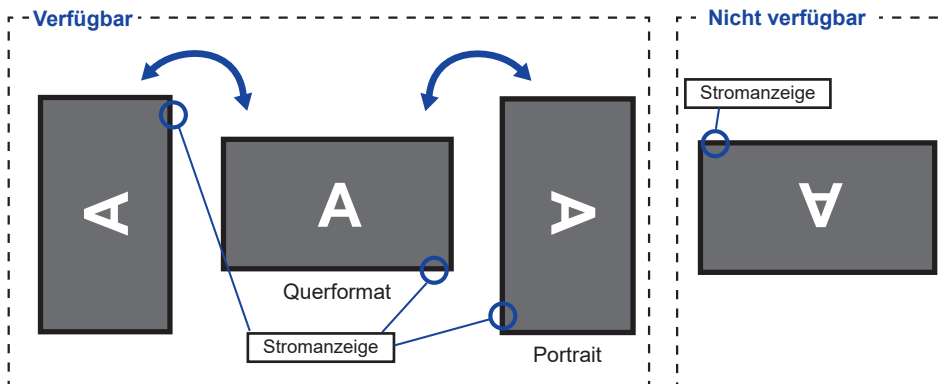 Verfügbar
Nicht verfügbar
Stromanzeige
A
A
A
A
Querformat
Stromanzeige
Portrait